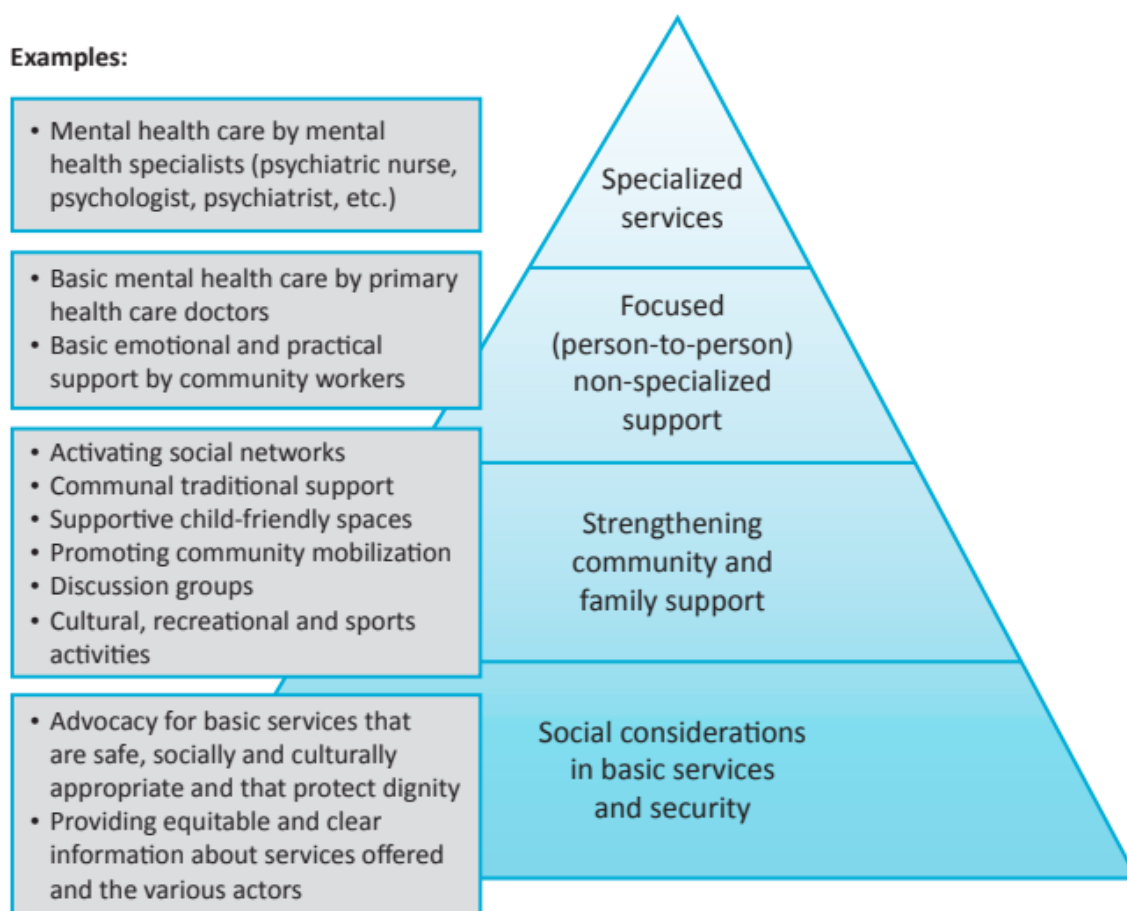 Examples:
• Mental health care by mental
health specialists (psychiatric nurse,
psychologist, psychiatrist, etc.)
Specialized
services
• Basic mental health care by primary
health care doctors
• Basic emotional and practical
support by community workers
Focused
(person-to-person)
non-specialized
support
• Activating social networks
• Communal traditional support
• Supportive child-friendly spaces
• Promoting community mobilization
• Discussion groups
• Cultural, recreational and sports
activities
Strengthening
community and
family support
• Advocacy for basic services that
are safe, socially and culturally
appropriate and that protect dignity
• Providing equitable and clear
information about services offered
and the various actors
Social considerations
in basic services
and security